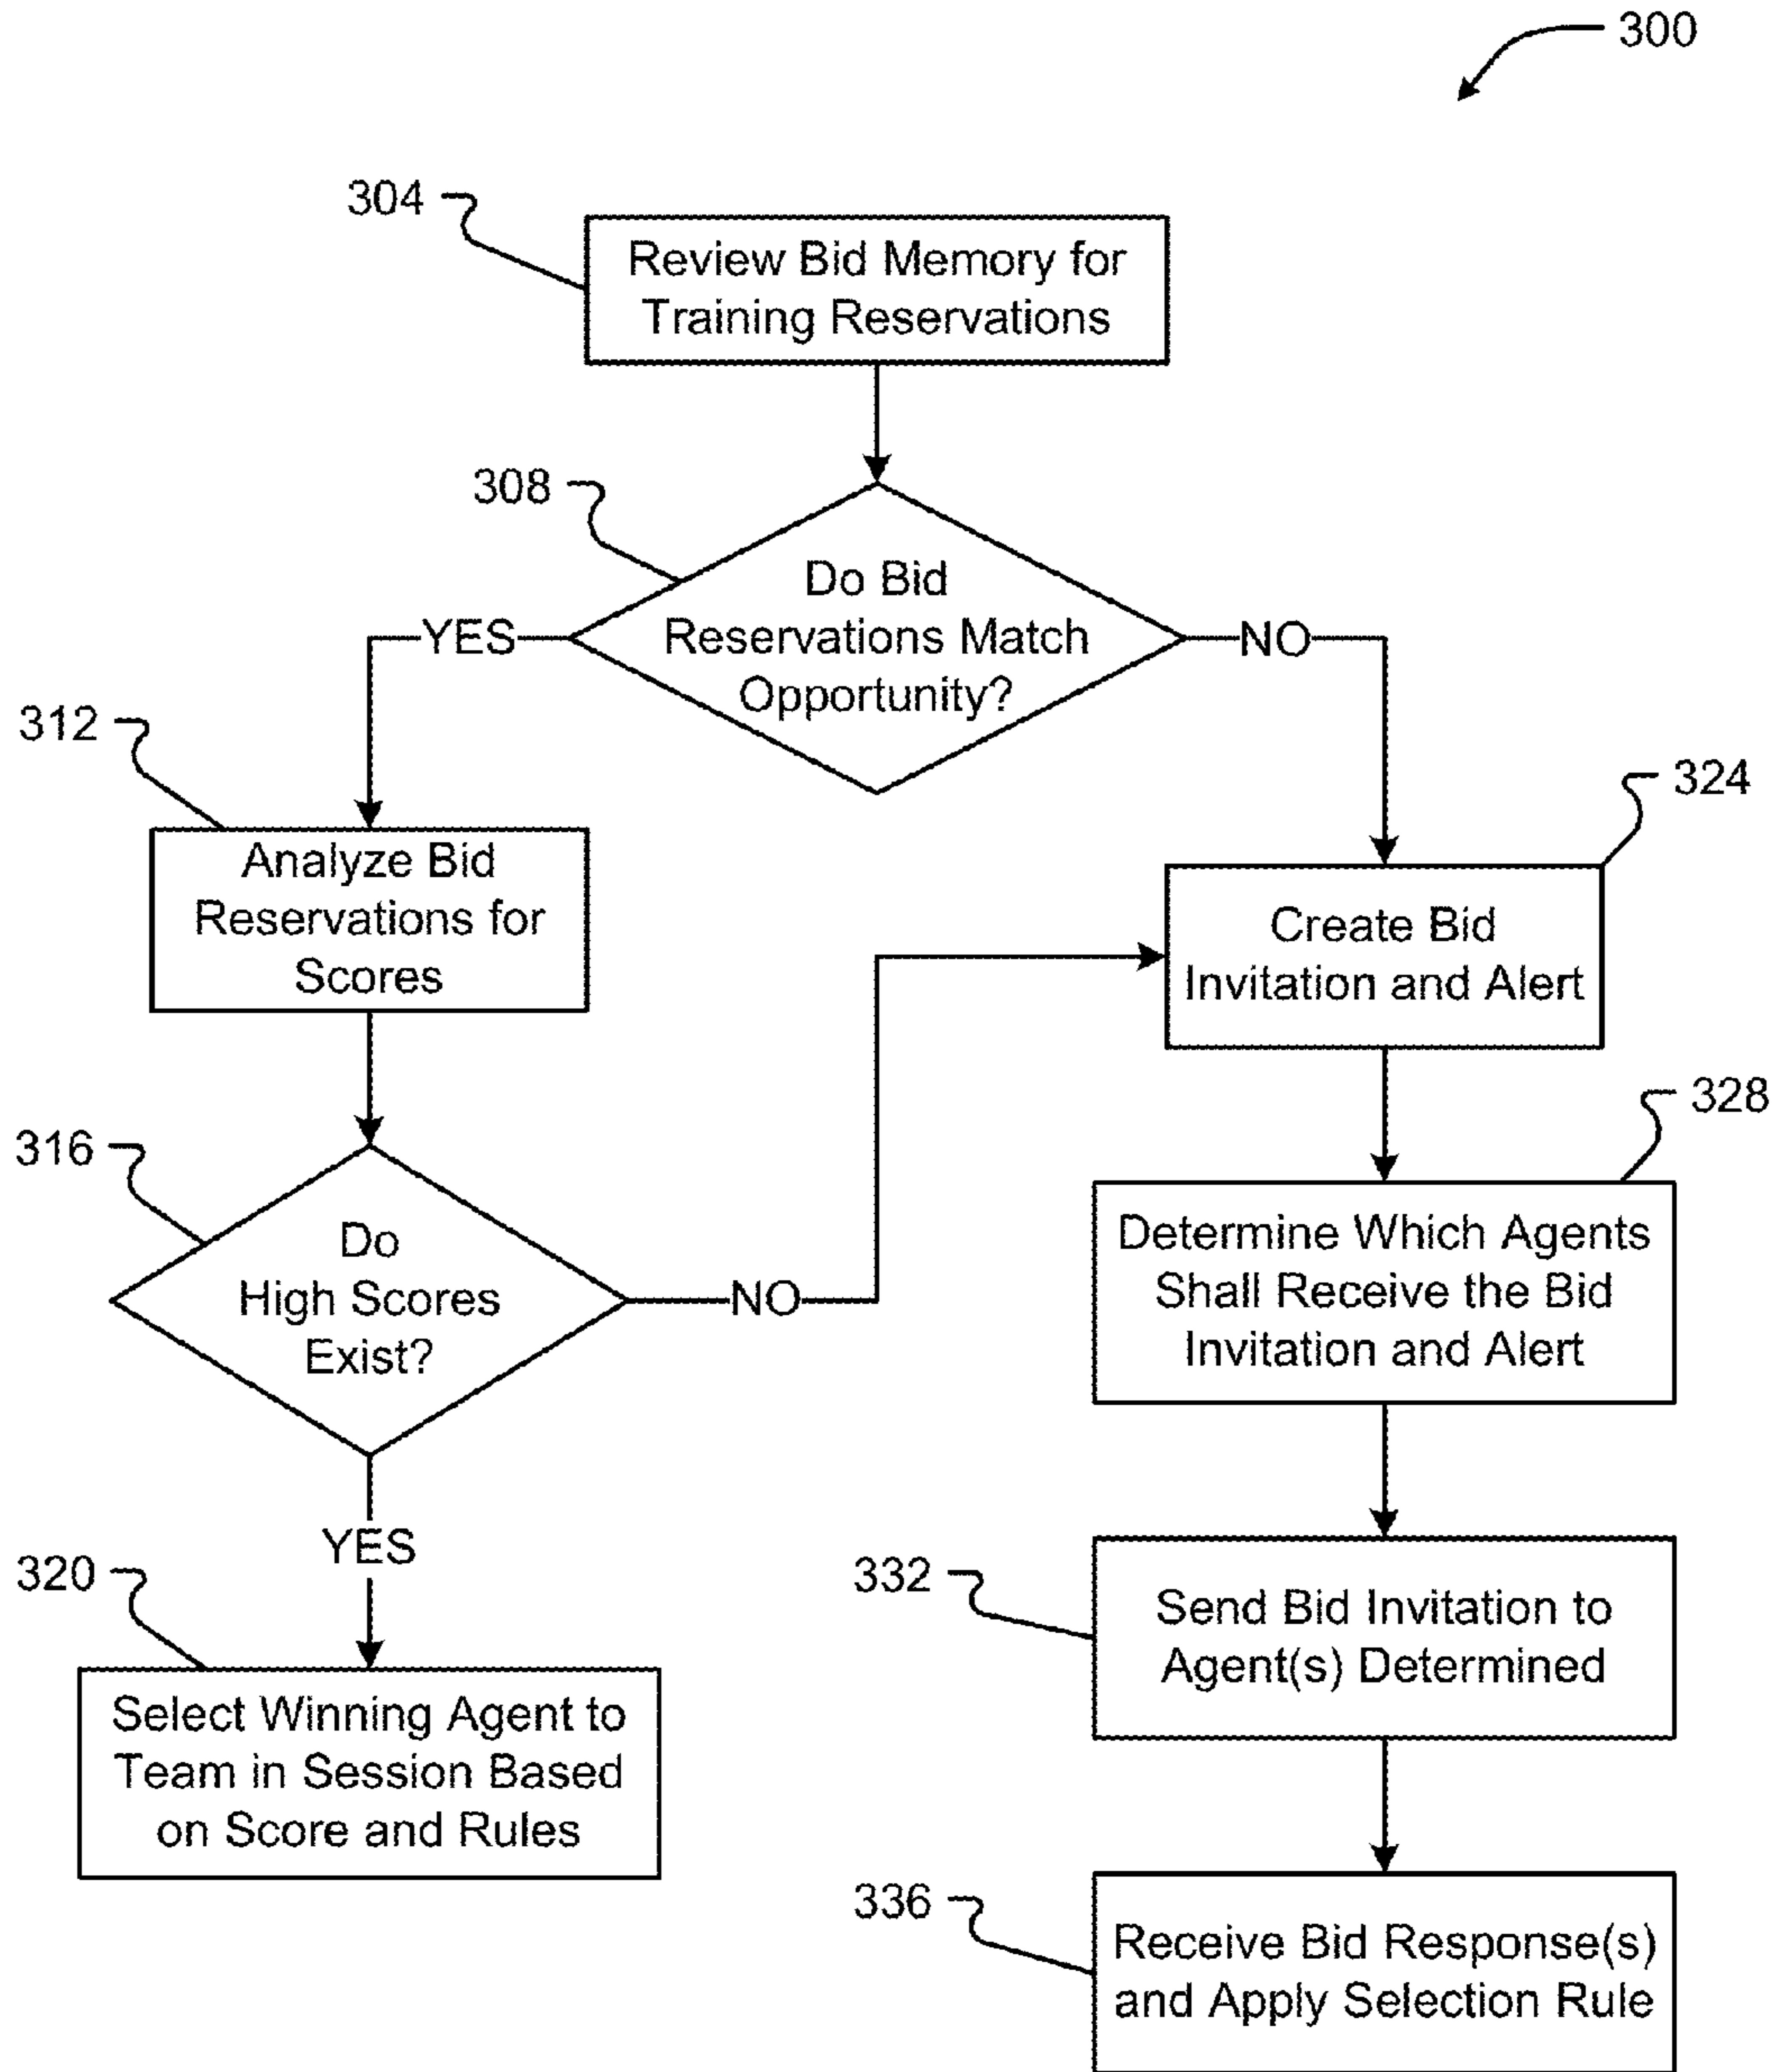 300
304
Review Bid Memory for
Training Reservations
308
Do Bid
Reservations Match
Opportunity?
YES
NO
312
Analyze Bid
Reservations for
Scores
324
Create Bid
Invitation and Alert
316
Do
High Scores
Exist?
NO
YES
328
Determine Which Agents
Shall Receive the Bid
Invitation and Alert
320
Select Winning Agent to
Team in Session Based
on Score and Rules
332
Send Bid Invitation to
Agent(s) Determined
336
Receive Bid Response(s)
and Apply Selection Rule